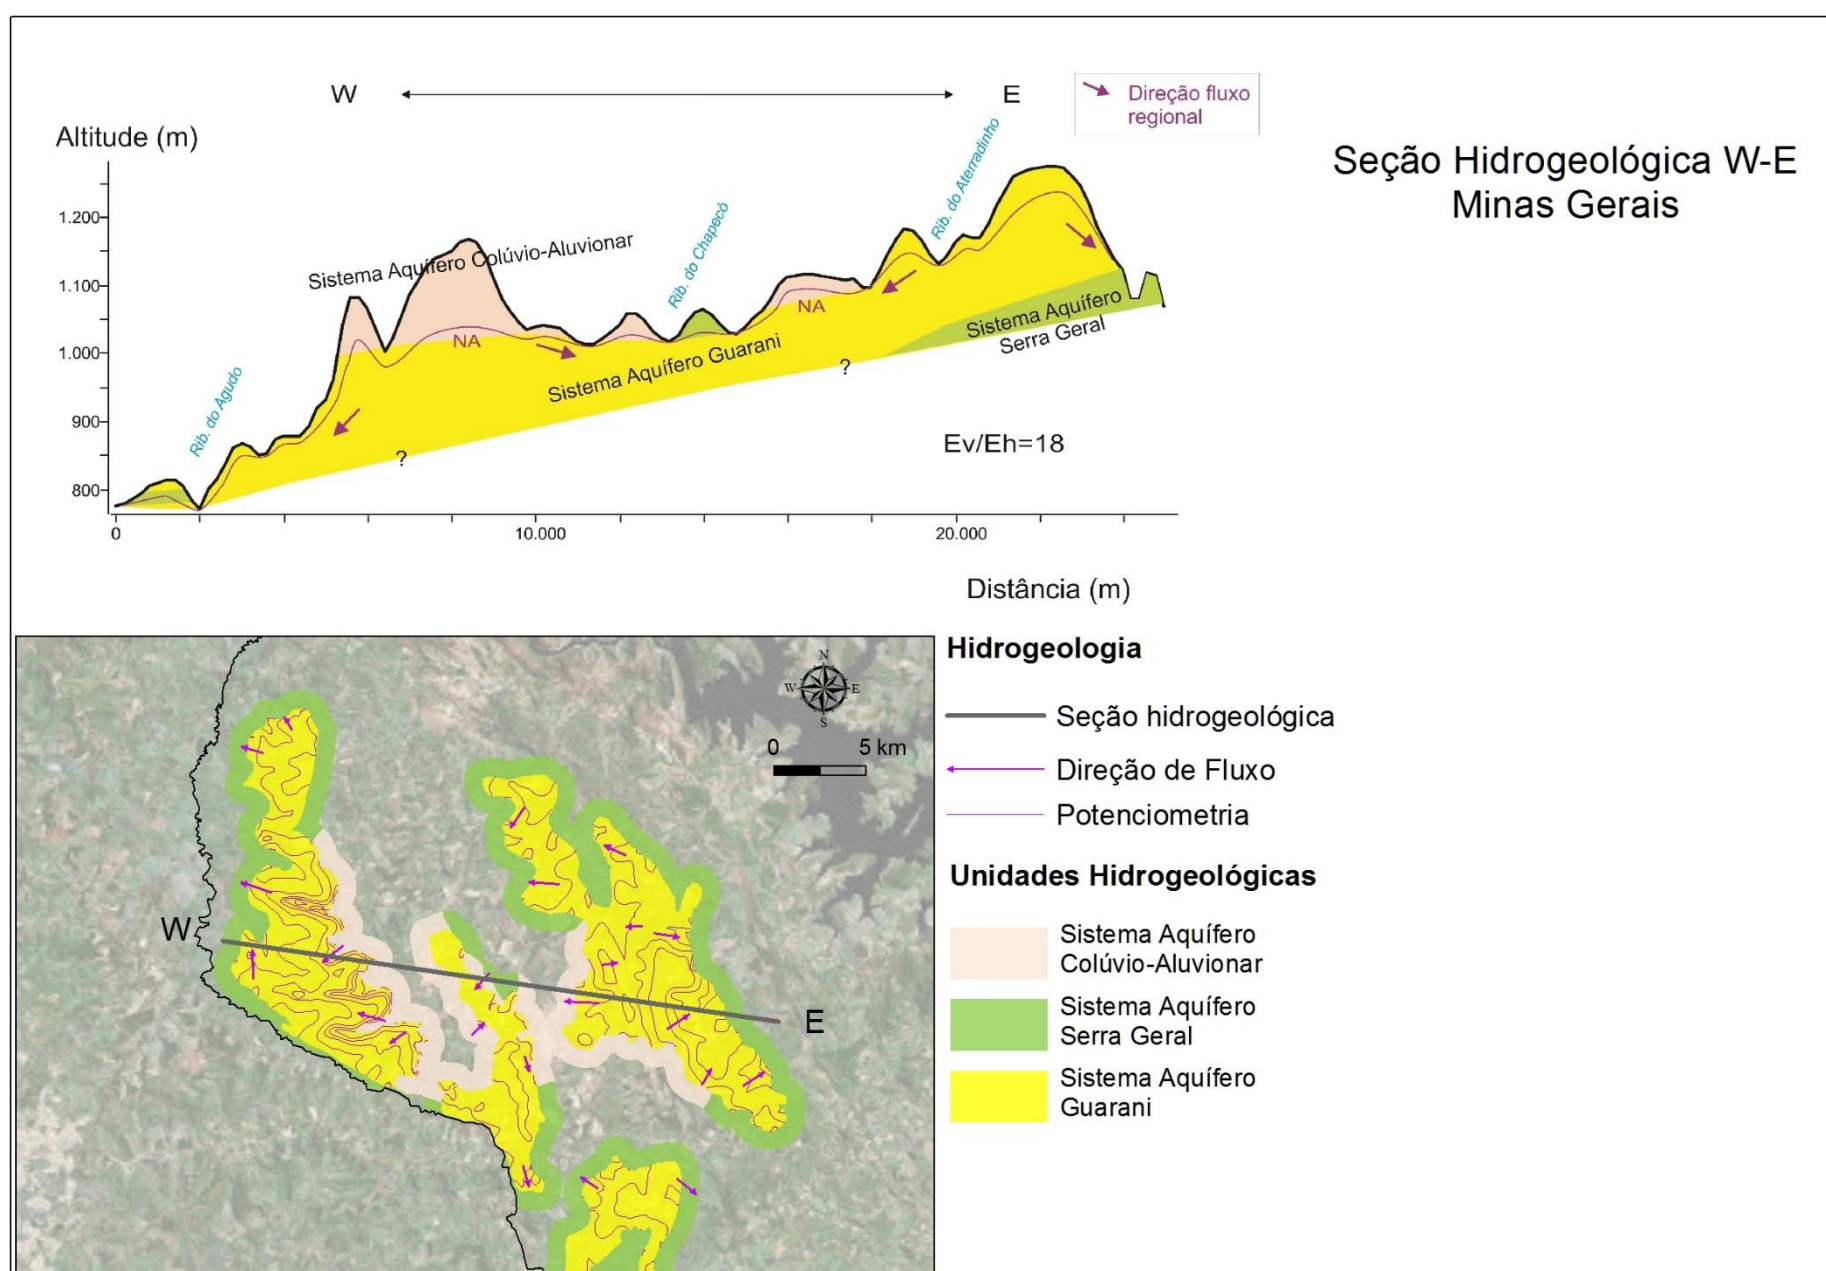 W
E
Direção fluxo
regional
Altitude (m)
Seção Hidrogeológica W-E
Minas Gerais
1.200
1.100
1.000
900
800
Rib. do Agudo
Sistema Aquífero Colúvio-Aluvionar
Rib. do Chapecó
Rib. do Aterradinho
NA
NA
Sistema Aquífero Guarani
Sistema Aquífero
Serra Geral
?
?
Ev/Eh=18
0
10.000
20.000
Distância (m)
N
W
E
S
0
5 km
W
E
Hidrogeologia
Seção hidrogeológica
Direção de Fluxo
Potenciometria
Unidades Hidrogeológicas
Sistema Aquífero
Colúvio-Aluvionar
Sistema Aquífero
Serra Geral
Sistema Aquífero
Guarani